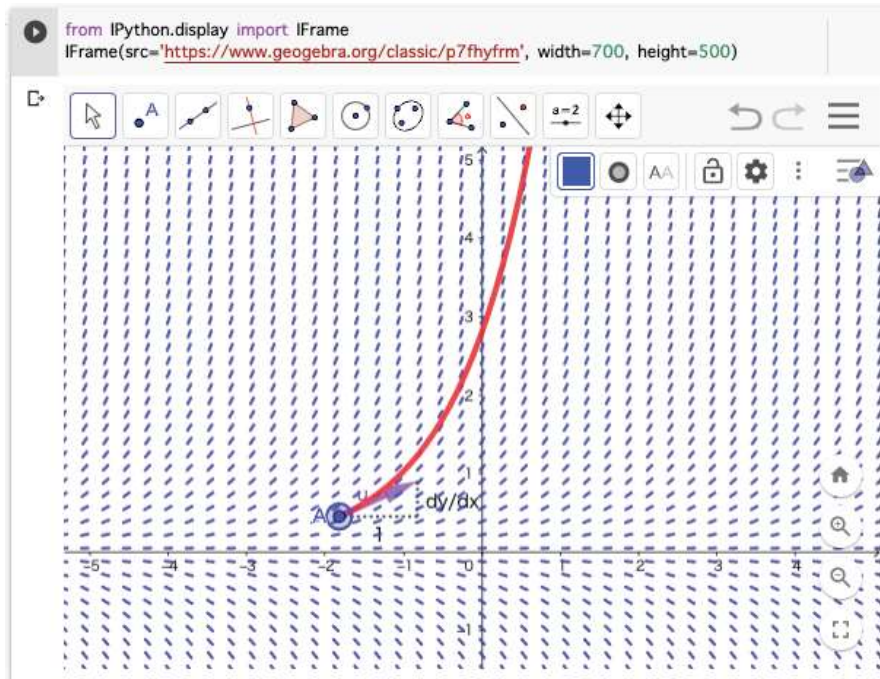 from IPython.display import IFrame
IFrame(src='https://www.geogebra.org/classic/p7fhyfrm', width=700, height=500)
A
a=2
AA
5
4
3
2
1
u
dy/dx
A
1
-5 -4 -3 -2 -1 0 1 2 3 4
-1